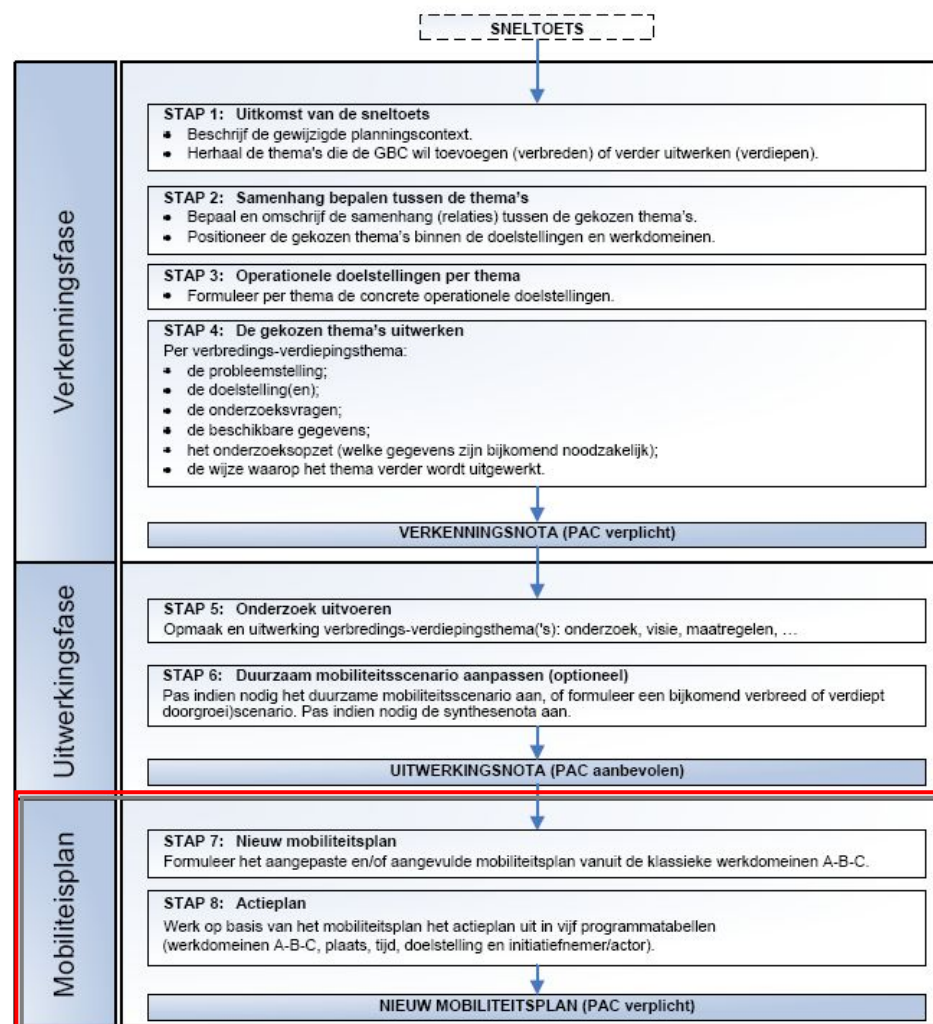 SNELTOETS
Verkenningsfase
STAP 1: Uitkomst van de sneltoets
• Beschrijf de gewijzigde planningscontext.
• Herhaal de thema's die de GBC wil toevoegen (verbreden) of verder uitwerken (verdiepen).
STAP 2: Samenhang bepalen tussen de thema's
• Bepaal en omschrijf de samenhang (relaties) tussen de gekozen thema's.
• Positioneer de gekozen thema's binnen de doelstellingen en werkdomeinen.
STAP 3: Operationele doelstellingen per thema
• Formuleer per thema de concrete operationele doelstellingen.
STAP 4: De gekozen thema's uitwerken
Per verbredings-verdiepingsthema:
• de probleemstelling;
• de doelstelling(en);
• de onderzoeksvragen;
• de beschikbare gegevens;
• het onderzoeksopzet (welke gegevens zijn bijkomend noodzakelijk);
• de wijze waarop het thema verder wordt uitgewerkt.
VERKENNINGSNOTA (PAC verplicht)
Uitwerkingsfase
STAP 5: Onderzoek uitvoeren
Opmaak en uitwerking verbredings-verdiepingsthema('s): onderzoek, visie, maatregelen, …
STAP 6: Duurzaam mobiliteitsscenario aanpassen (optioneel)
Pas indien nodig het duurzame mobiliteitsscenario aan, of formuleer een bijkomend verbreed of verdiept
doorgroei)scenario. Pas indien nodig de synthesenota aan.
UITWERKINGSNOTA (PAC aanbevolen)
Mobiliteisplan
STAP 7: Nieuw mobiliteitsplan
Formuleer het aangepaste en/of aangevulde mobiliteitsplan vanuit de klassieke werkdomeinen A-B-C.
STAP 8: Actieplan
Werk op basis van het mobiliteitsplan het actieplan uit in vijf programmatabellen
(werkdomeinen A-B-C, plaats, tijd, doelstelling en initiatiefnemer/actor).
NIEUW MOBILITEITSPLAN (PAC verplicht)